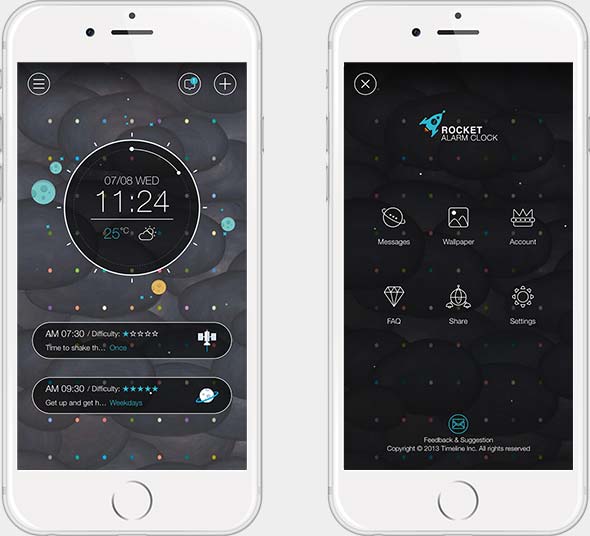 07/08 WED
11:24
25°C
AM 07:30 / Difficulty: ★☆☆☆☆
Time to shake th... Once
AM 09:30 / Difficulty: ★★★★★
Get up and get h... Weekdays
ROCKET
ALARM CLOCK
Messages Wallpaper Account
FAQ Share Settings
Feedback & Suggestion
Copyright © 2013 Timeline Inc. All rights reserved